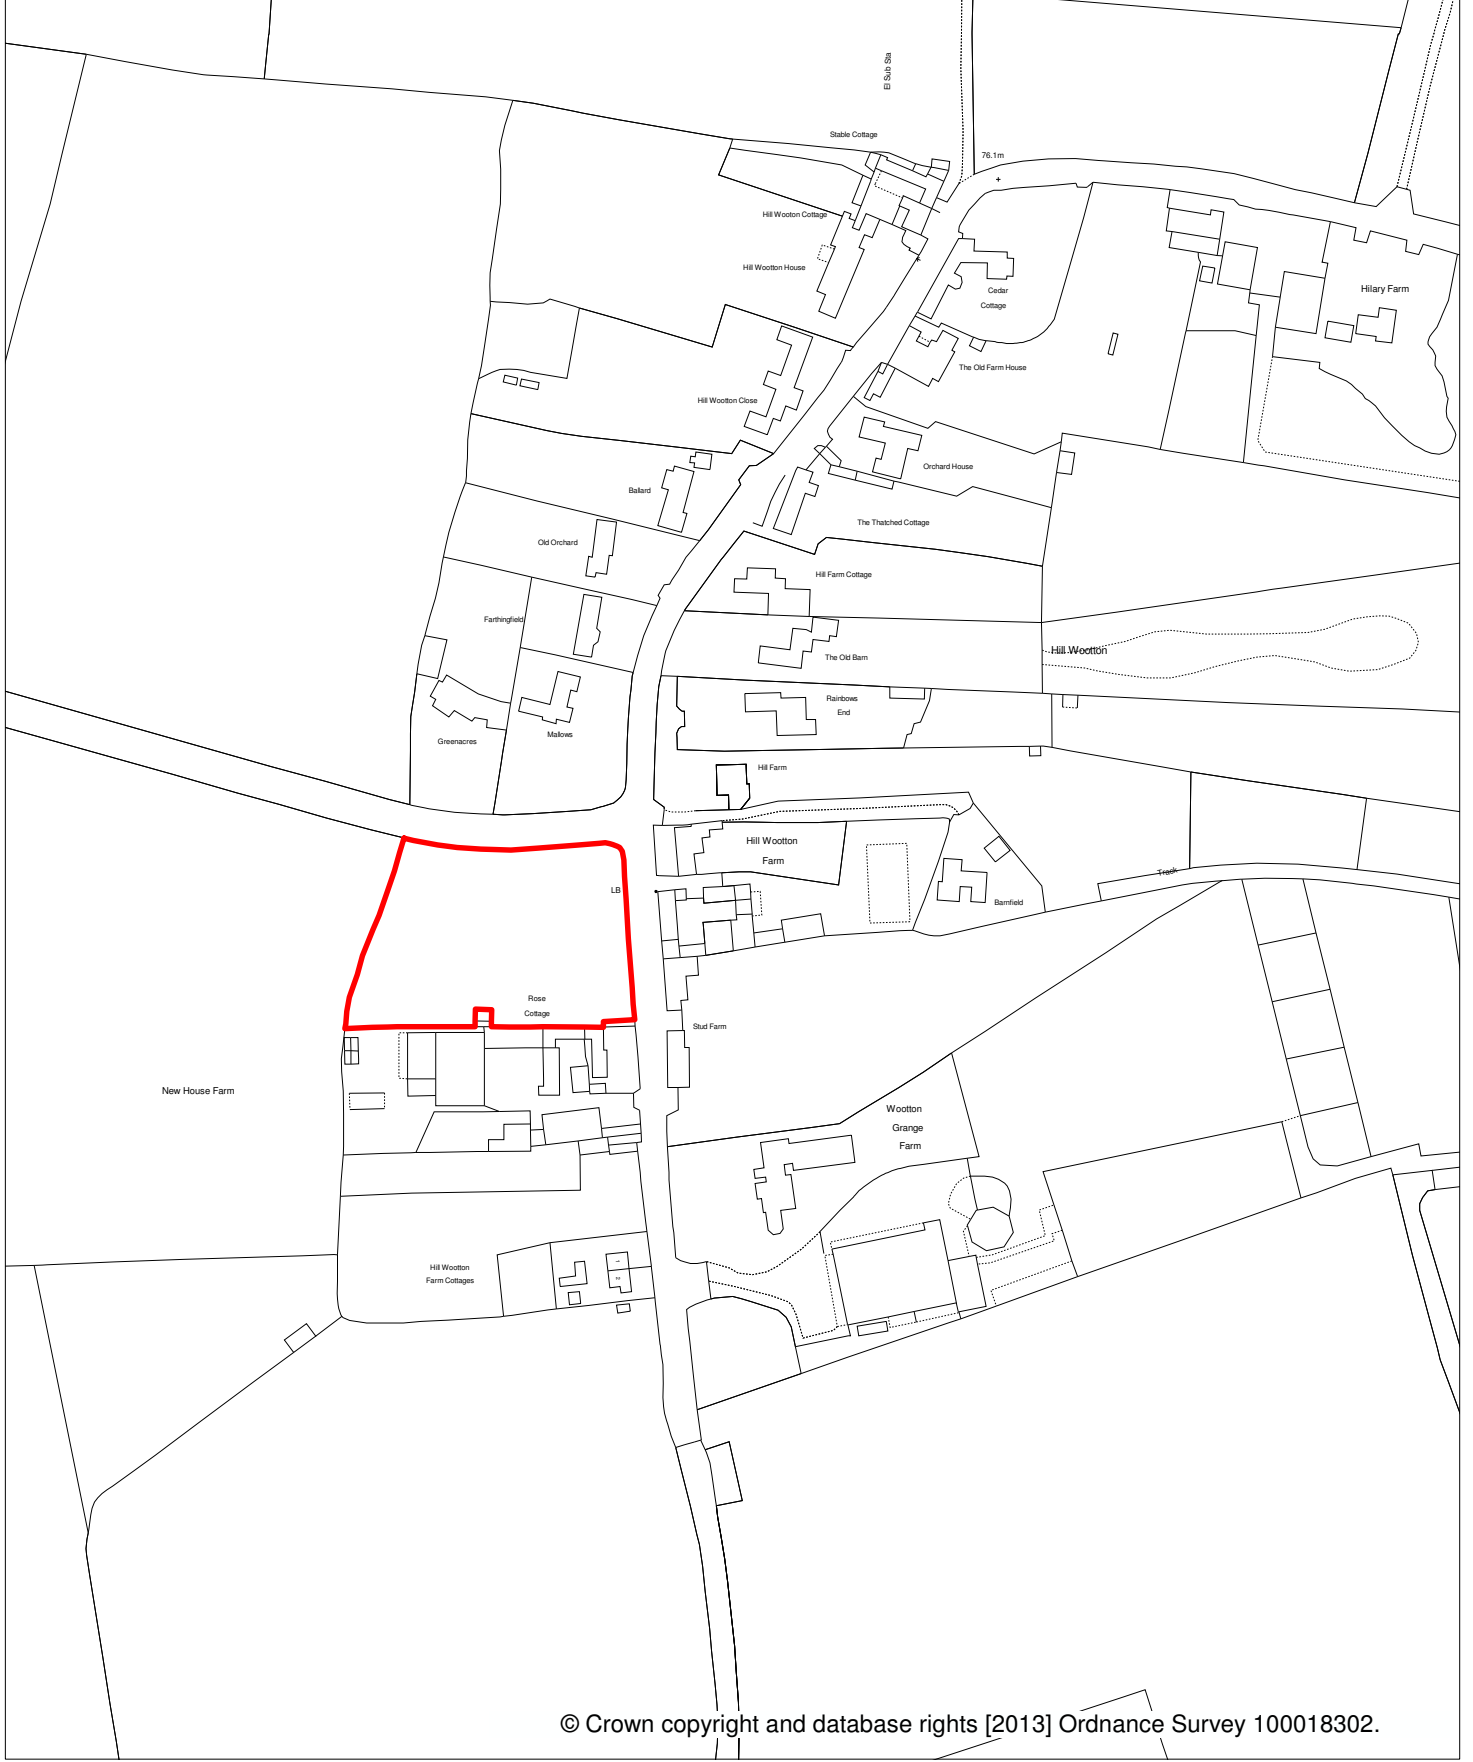 El Sub Sta
Stable Cottage
76.1m
Hill Wooton Cottage
Hill Wootton House
Cedar
Cottage
Hilary Farm
The Old Farm House
Hill Wootton Close
Orchard House
Ballard
The Thatched Cottage
Old Orchard
Hill Farm Cottage
Farthingfield
The Old Barn
Hill Wootton
Rainbows
End
Greenacres
Mallows
Hill Farm
Hill Wootton
Farm
Track
LB
Barnfield
Rose
Cottage
Stud Farm
New House Farm
Wootton
Grange
Farm
Hill Wootton
Farm Cottages
1
2
© Crown copyright and database rights [2013] Ordnance Survey 100018302.